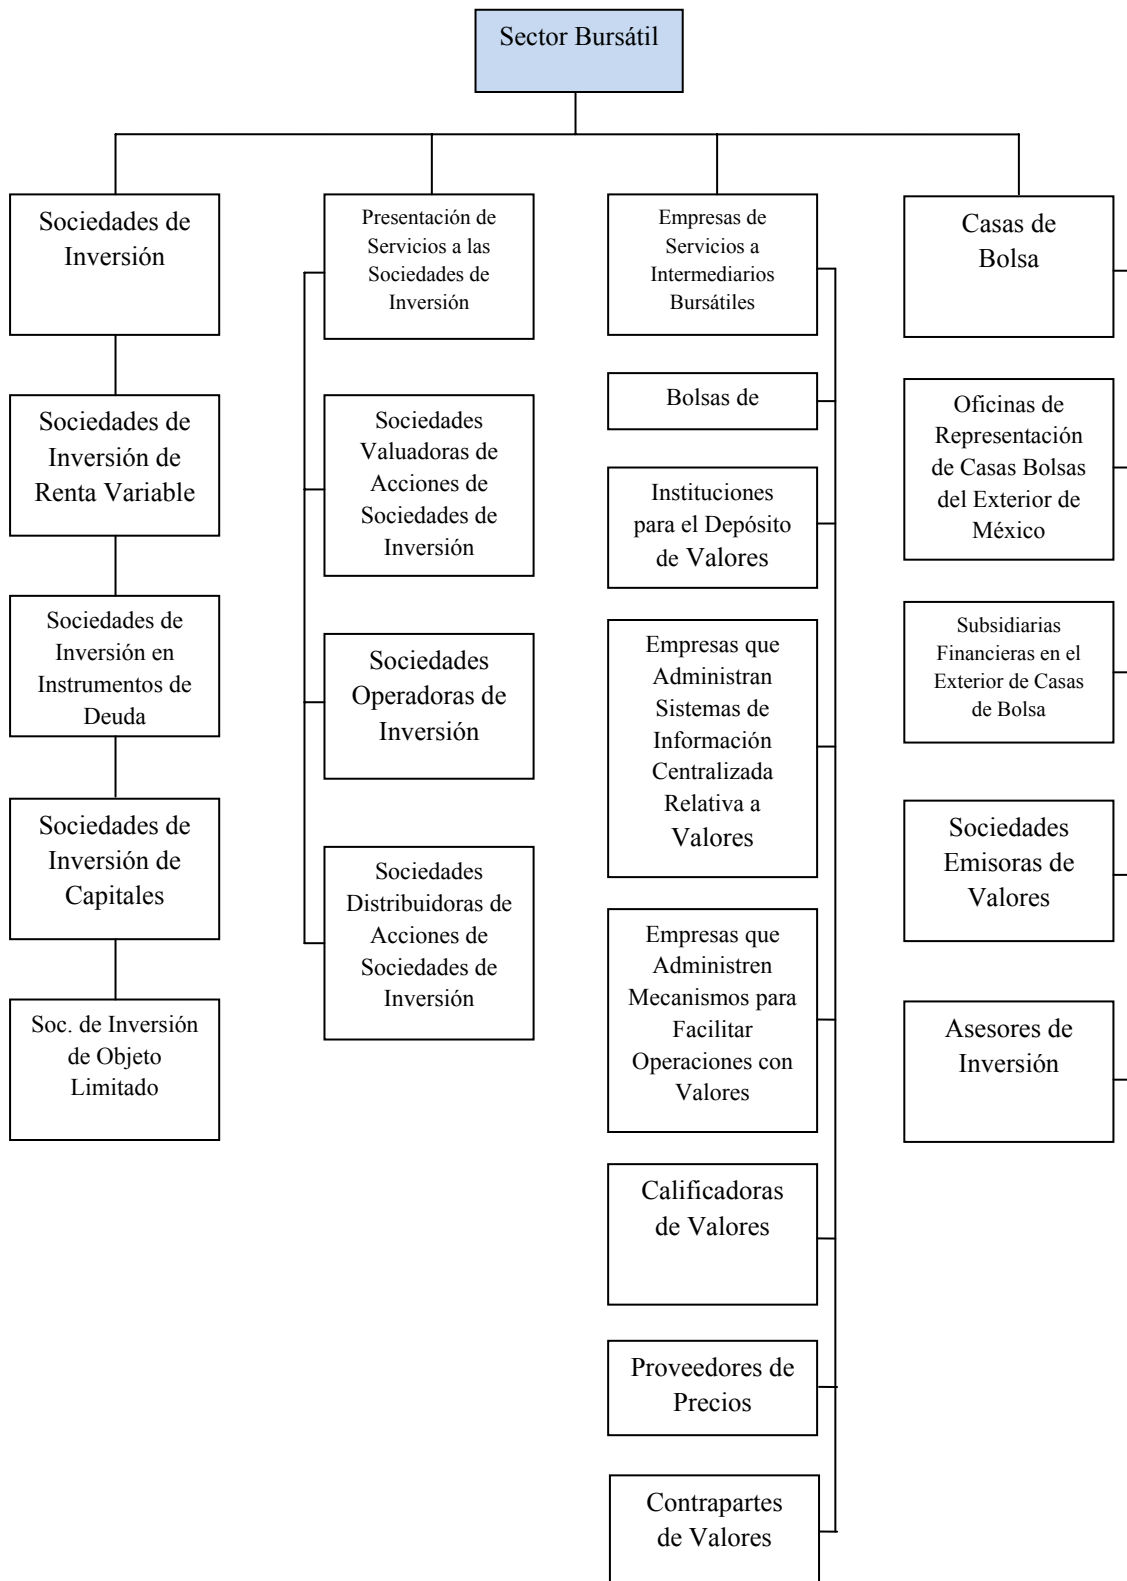 Sector Bursátil
Sociedades de
Inversión
Sociedades de
Inversión de
Renta Variable
Sociedades de
Inversión en
Instrumentos de
Deuda
Sociedades de
Inversión de
Capitales
Soc. de Inversión
de Objeto
Limitado
Presentación de
Servicios a las
Sociedades de
Inversión
Sociedades
Valuadoras de
Acciones de
Sociedades de
Inversión
Sociedades
Operadoras de
Inversión
Sociedades
Distribuidoras de
Acciones de
Sociedades de
Inversión
Empresas de
Servicios a
Intermediarios
Bursátiles
Bolsas de
Instituciones
para el Depósito
de Valores
Empresas que
Administran
Sistemas de
Información
Centralizada
Relativa a
Valores
Empresas que
Administren
Mecanismos para
Facilitar
Operaciones con
Valores
Calificadoras
de Valores
Proveedores de
Precios
Contrapartes
de Valores
Casas de
Bolsa
Oficinas de
Representación
de Casas Bolsas
del Exterior de
México
Subsidiarias
Financieras en el
Exterior de Casas
de Bolsa
Sociedades
Emisoras de
Valores
Asesores de
Inversión